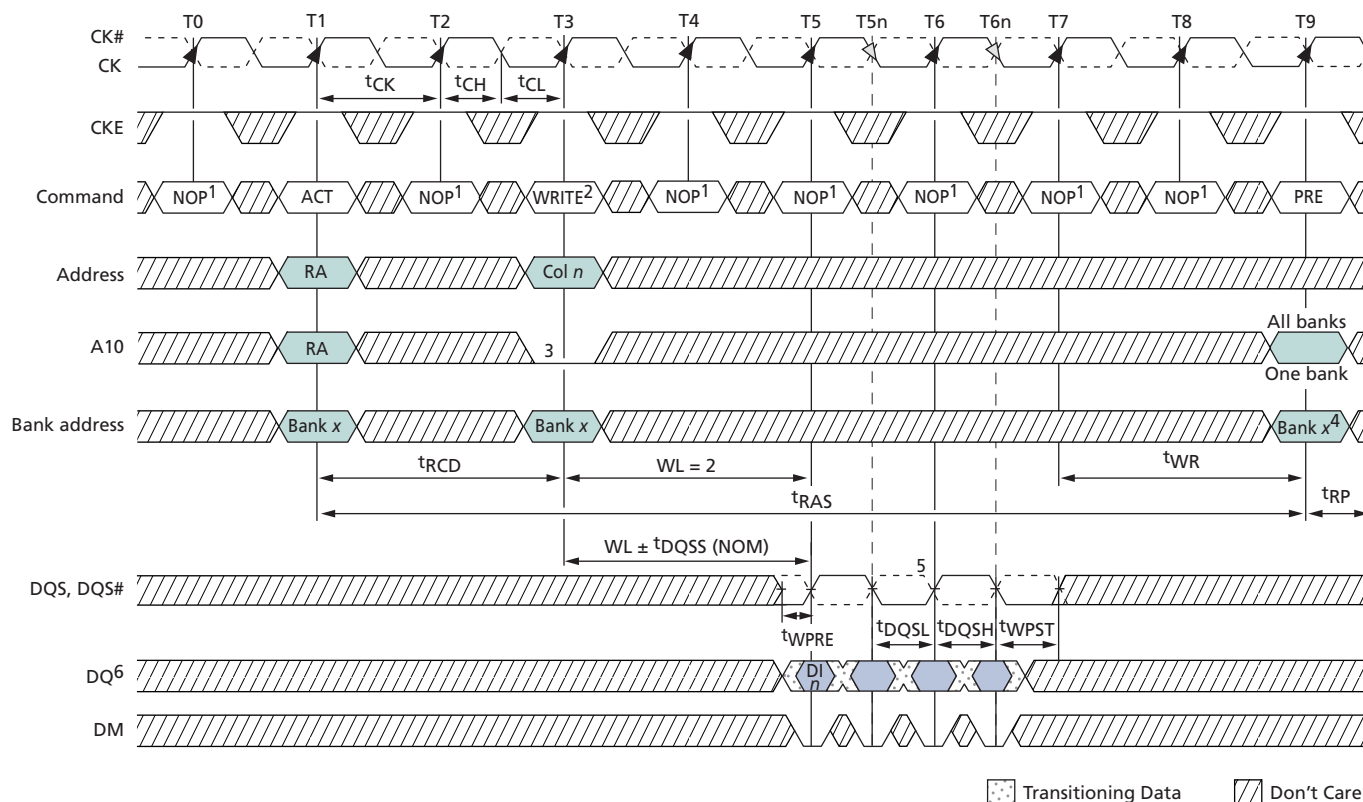 T0 T1 T2 T3 T4 T5 T5n T6 T6n T7 T8 T9
CK#
CK
tCK tCH tCL
CKE
Command NOP1 ACT NOP1 WRITE2 NOP1 NOP1 NOP1 NOP1 NOP1 PRE
Address RA Col n
All banks
A10 RA 3
One bank
Bank address Bank x Bank x Bank x4
tRCD WL = 2 tWR
tRAS tRP
WL ± tDQSS (NOM)
5
DQS, DQS#
tWPRE tDQSL tDQSH tWPST
DQ6 DI
n
DM
Transitioning Data Don't Care